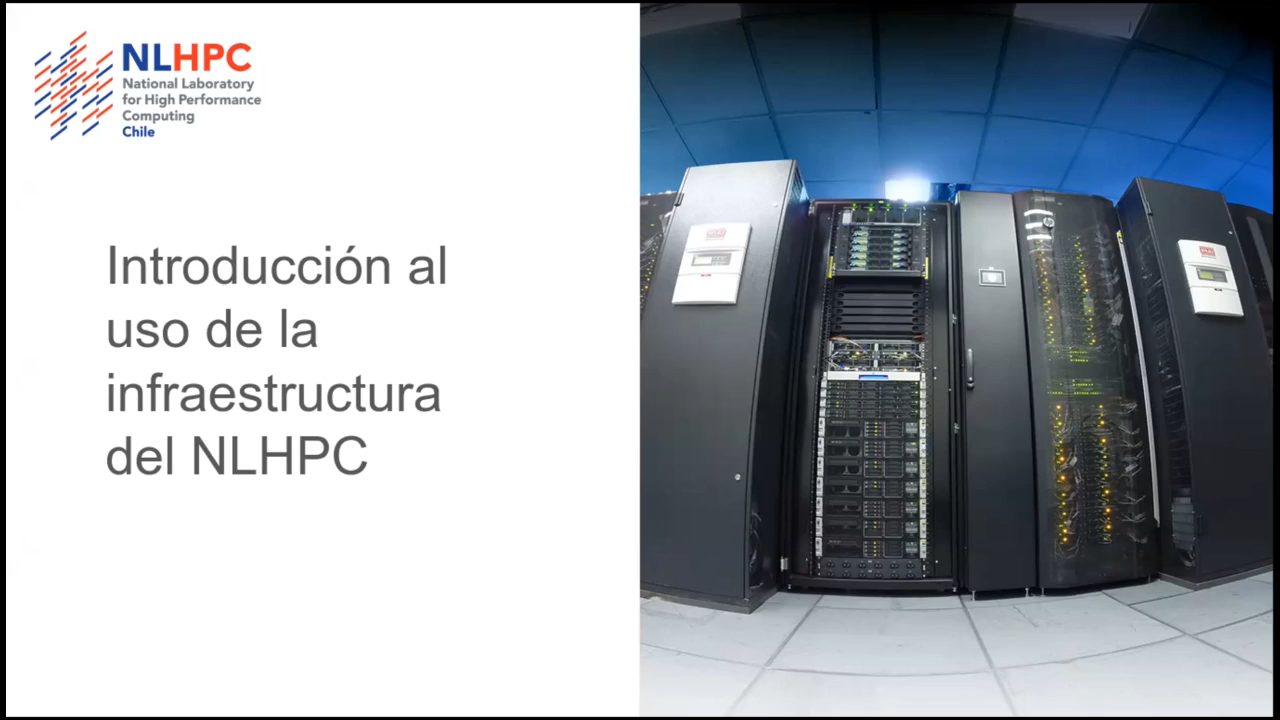 NLHPC
National Laboratory
for High Performance
Computing
Chile
Introducción al
uso de la
infraestructura
del NLHPC